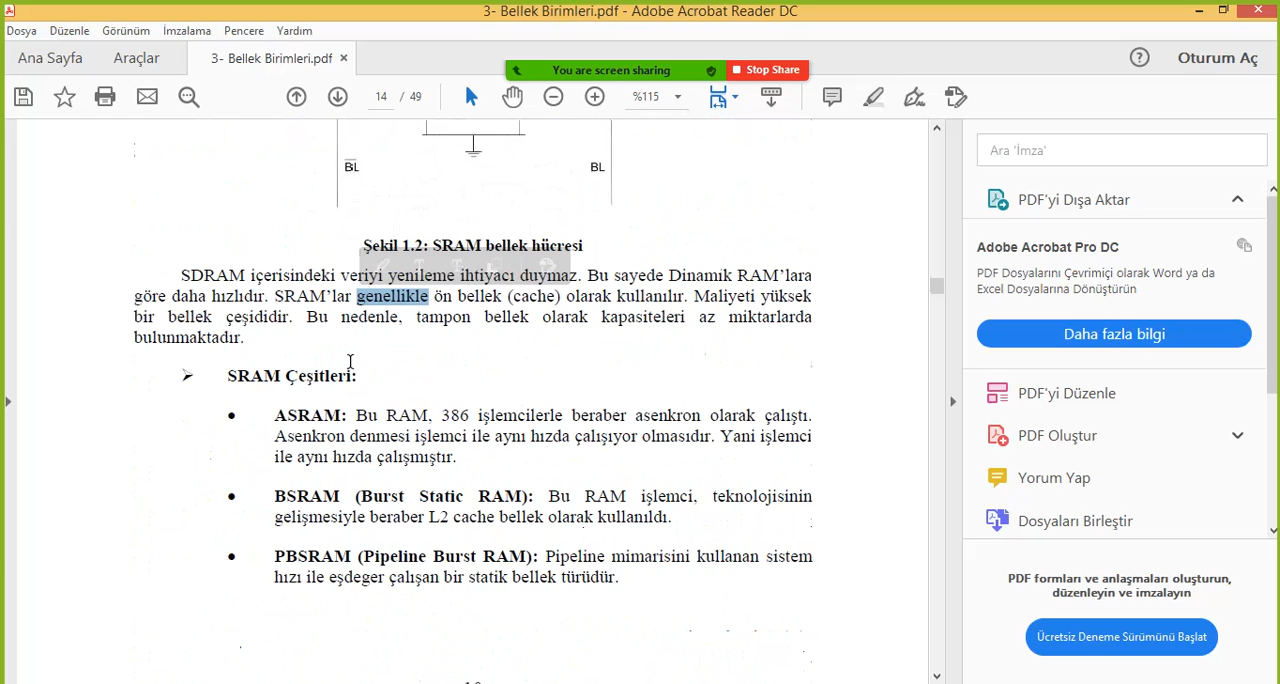 3- Bellek Birimleri.pdf - Adobe Acrobat Reader DC
Dosya Düzenle Görünüm İmzalama Pencere Yardım
Ana Sayfa Araçlar 3- Bellek Birimleri.pdf × Oturum Aç
You are screen sharing Stop Share
14 / 49 %115
BL BL
Şekil 1.2: SRAM bellek hücresi
SDRAM içerisindeki veriyi yenileme ihtiyacı duymaz. Bu sayede Dinamik RAM’lara
göre daha hızlıdır. SRAM’lar genellikle ön bellek (cache) olarak kullanılır. Maliyeti yüksek
bir bellek çeşididir. Bu nedenle, tampon bellek olarak kapasiteleri az miktarlarda
bulunmaktadır.
➢ SRAM Çeşitleri:
• ASRAM: Bu RAM, 386 işlemcilerle beraber asenkron olarak çalıştı.
Asenkron denmesi işlemci ile aynı hızda çalışıyor olmasıdır. Yani işlemci
ile aynı hızda çalışmıştır.
• BSRAM (Burst Static RAM): Bu RAM işlemci, teknolojisinin
gelişmesiyle beraber L2 cache bellek olarak kullanıldı.
• PBSRAM (Pipeline Burst RAM): Pipeline mimarisini kullanan sistem
hızı ile eşdeger çalışan bir statik bellek türüdür.
Ara 'İmza'
PDF'yi Dışa Aktar
Adobe Acrobat Pro DC
PDF Dosyalarını Çevrimiçi olarak Word ya da
Excel Dosyalarına Dönüştürün
Daha fazla bilgi
PDF'yi Düzenle
PDF Oluştur
Yorum Yap
Dosyaları Birleştir
PDF formları ve anlaşmaları oluşturun,
düzenleyin ve imzalayın
Ücretsiz Deneme Sürümünü Başlat